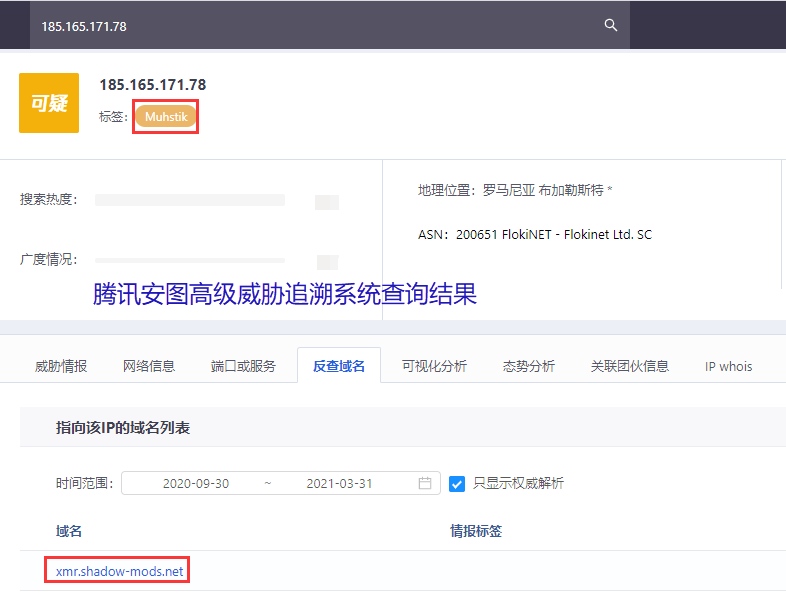 185.165.171.78
可疑
185.165.171.78
标签: Muhstik
搜索热度:
地理位置: 罗马尼亚 布加勒斯特 *
ASN: 200651 FlokiNET - Flokinet Ltd. SC
广度情况:
腾讯安图高级威胁追溯系统查询结果
威胁情报 网络信息 端口或服务 反查域名 可视化分析 态势分析 关联团伙信息 IP whois
指向该IP的域名列表
时间范围: 2020-09-30 ~ 2021-03-31 只显示权威解析
域名 情报标签
xmr.shadow-mods.net